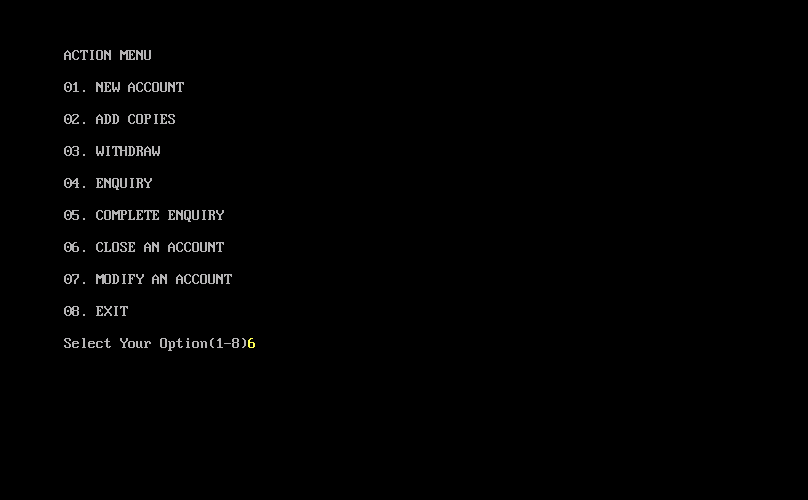 ACTION MENU
01. NEW ACCOUNT
02. ADD COPIES
03. WITHDRAW
04. ENQUIRY
05. COMPLETE ENQUIRY
06. CLOSE AN ACCOUNT
07. MODIFY AN ACCOUNT
08. EXIT
Select Your Option(1-8)6